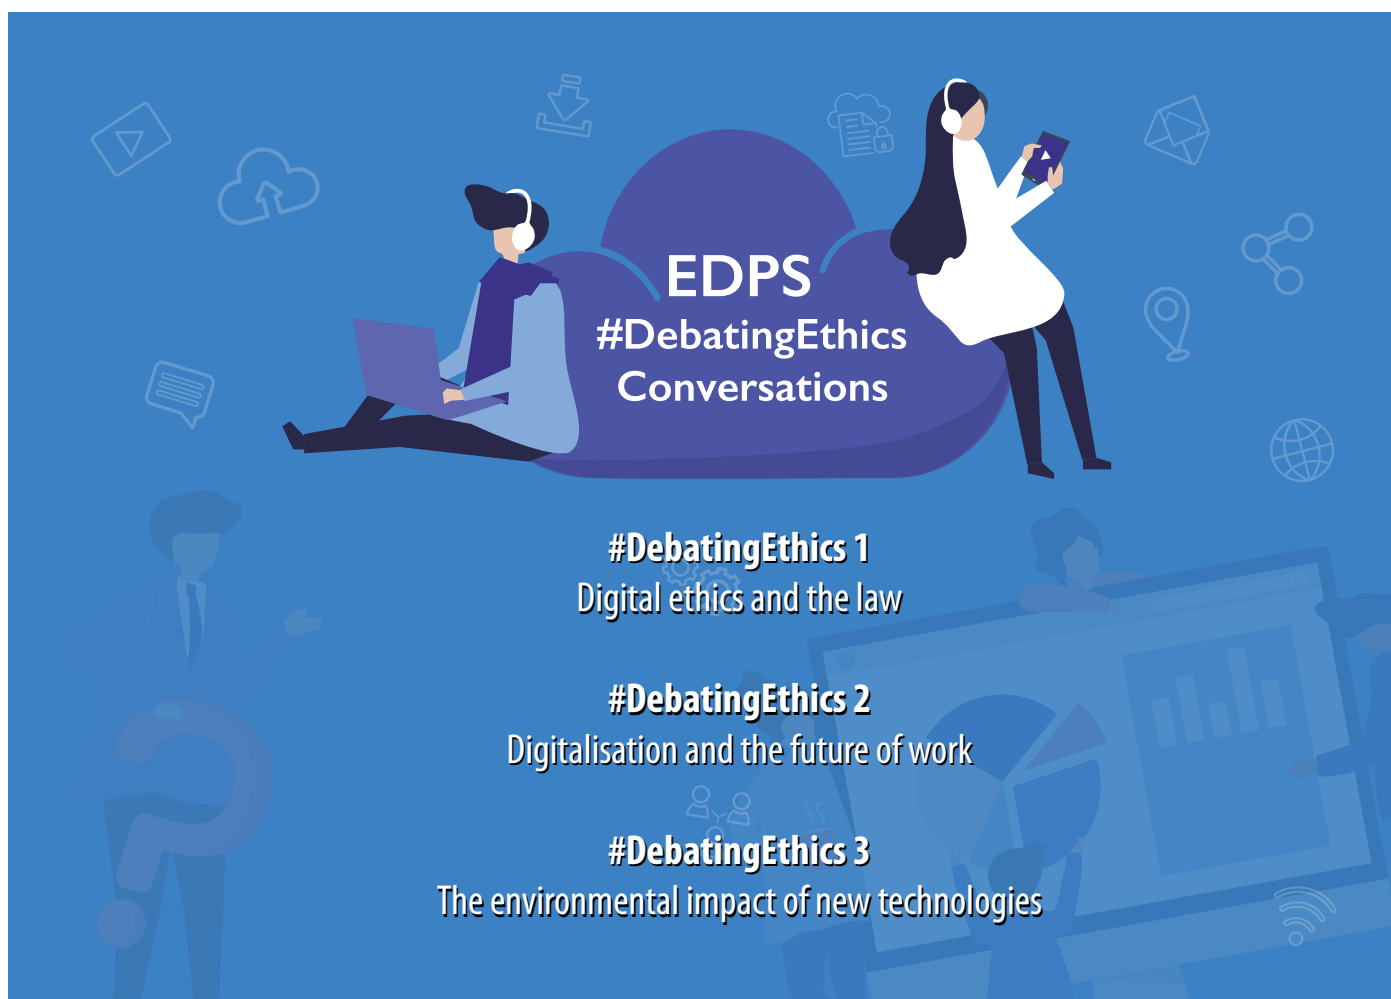 EDPS
#DebatingEthics
Conversations
#DebatingEthics 1
Digital ethics and the law
#DebatingEthics 2
Digitalisation and the future of work
#DebatingEthics 3
The environmental impact of new technologies